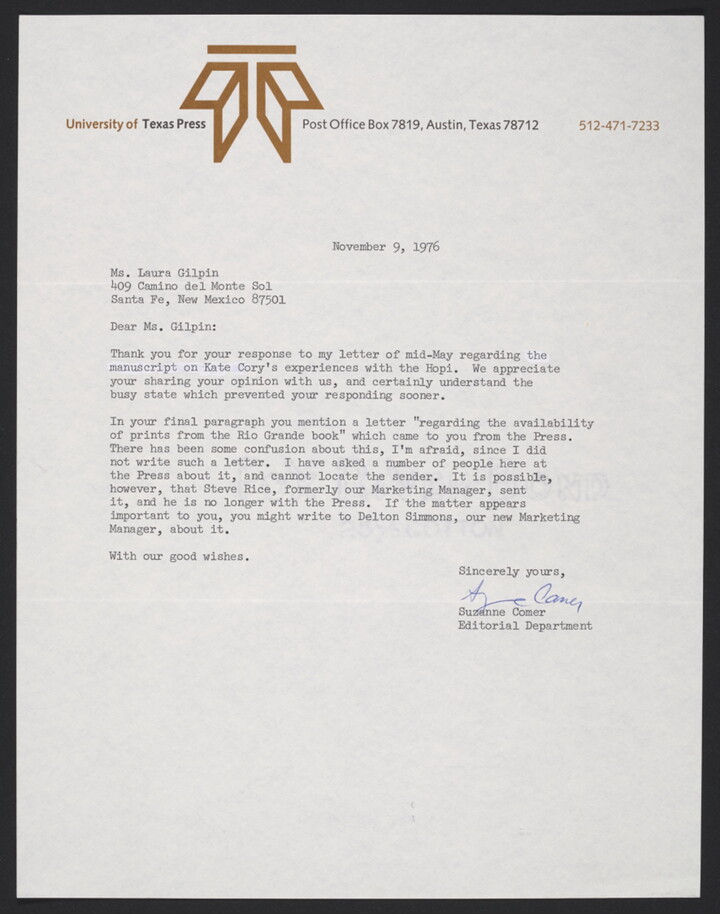 University of Texas Press Post Office Box 7819, Austin, Texas 78712 512-471-7233
November 9, 1976
Ms. Laura Gilpin
409 Camino del Monte Sol
Santa Fe, New Mexico 87501
Dear Ms. Gilpin:
Thank you for your response to my letter of mid-May regarding the
manuscript on Kate Cory's experiences with the Hopi. We appreciate
your sharing your opinion with us, and certainly understand the
busy state which prevented your responding sooner.
In your final paragraph you mention a letter "regarding the availability
of prints from the Rio Grande book" which came to you from the Press.
There has been some confusion about this, I'm afraid, since I did
not write such a letter. I have asked a number of people here at
the Press about it, and cannot locate the sender. It is possible,
however, that Steve Rice, formerly our Marketing Manager, sent
it, and he is no longer with the Press. If the matter appears
important to you, you might write to Delton Simmons, our new Marketing
Manager, about it.
With our good wishes.
Sincerely yours,
Suzanne Comer
Editorial Department